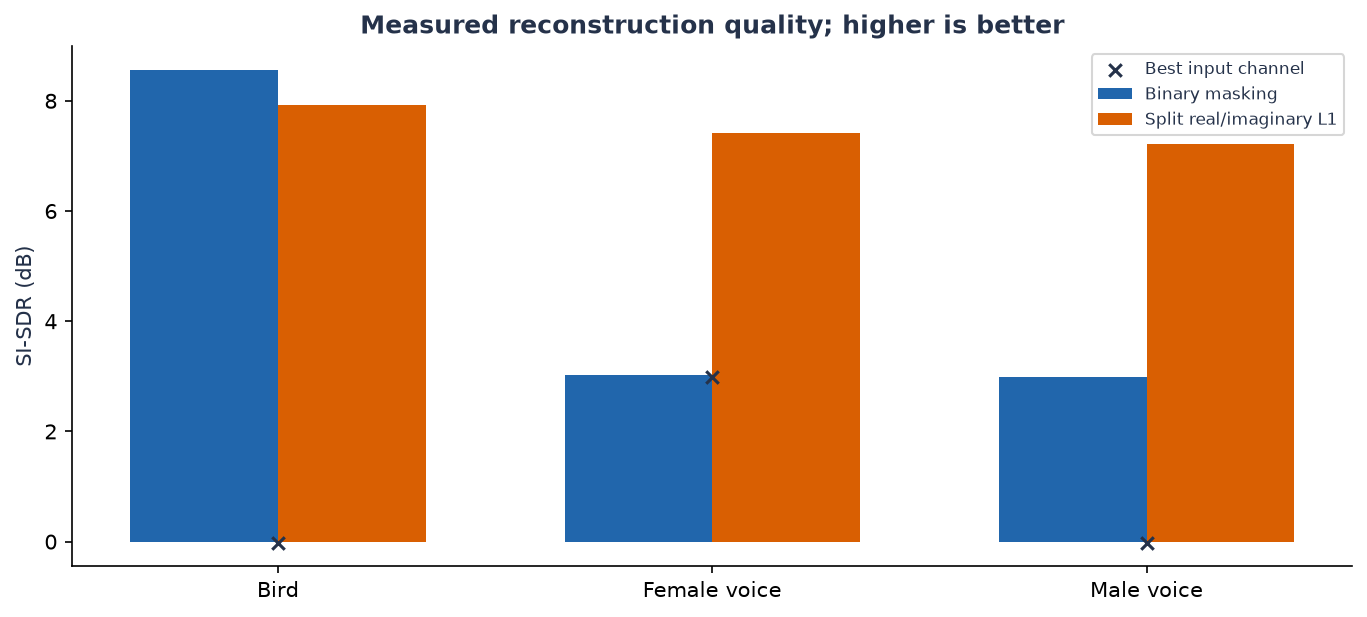 Measured reconstruction quality; higher is better
Best input channel
Binary masking
Split real/imaginary L1
SI-SDR (dB)
8
6
4
2
0
Bird
Female voice
Male voice